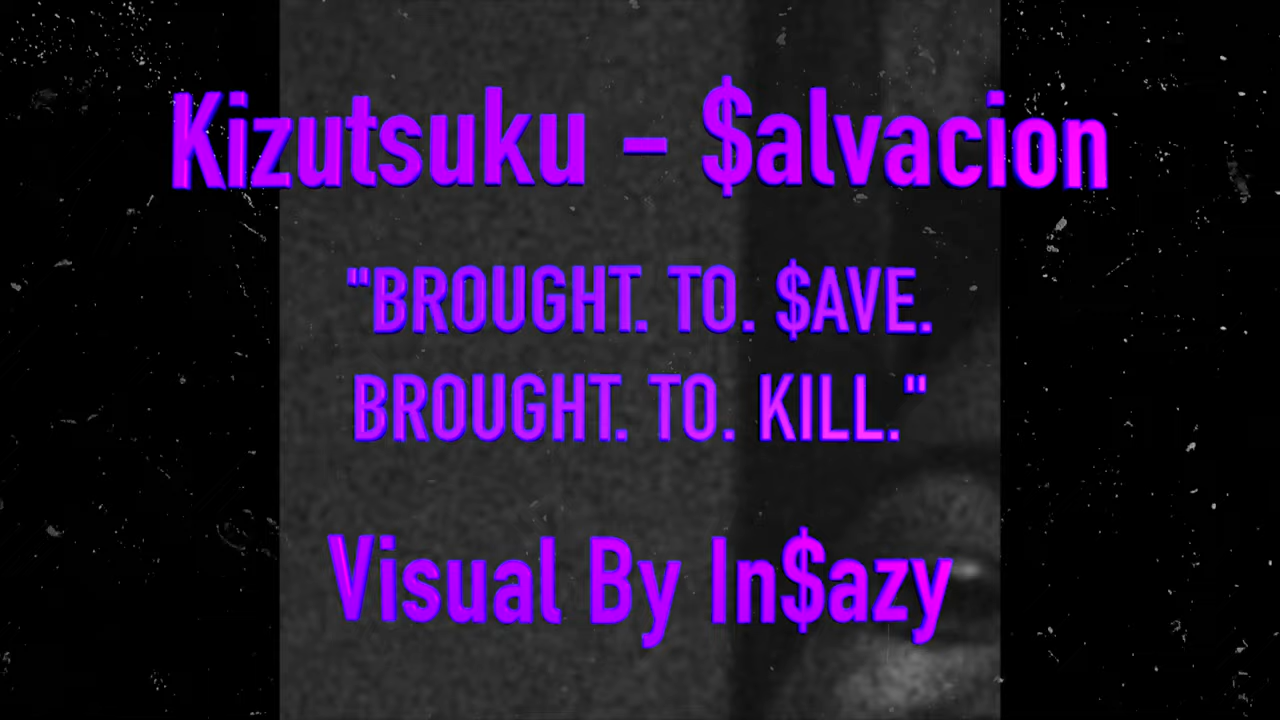 Kizutsuku - $alvacion
"BROUGHT. TO. $AVE.
BROUGHT. TO. KILL."
Visual By In$azy